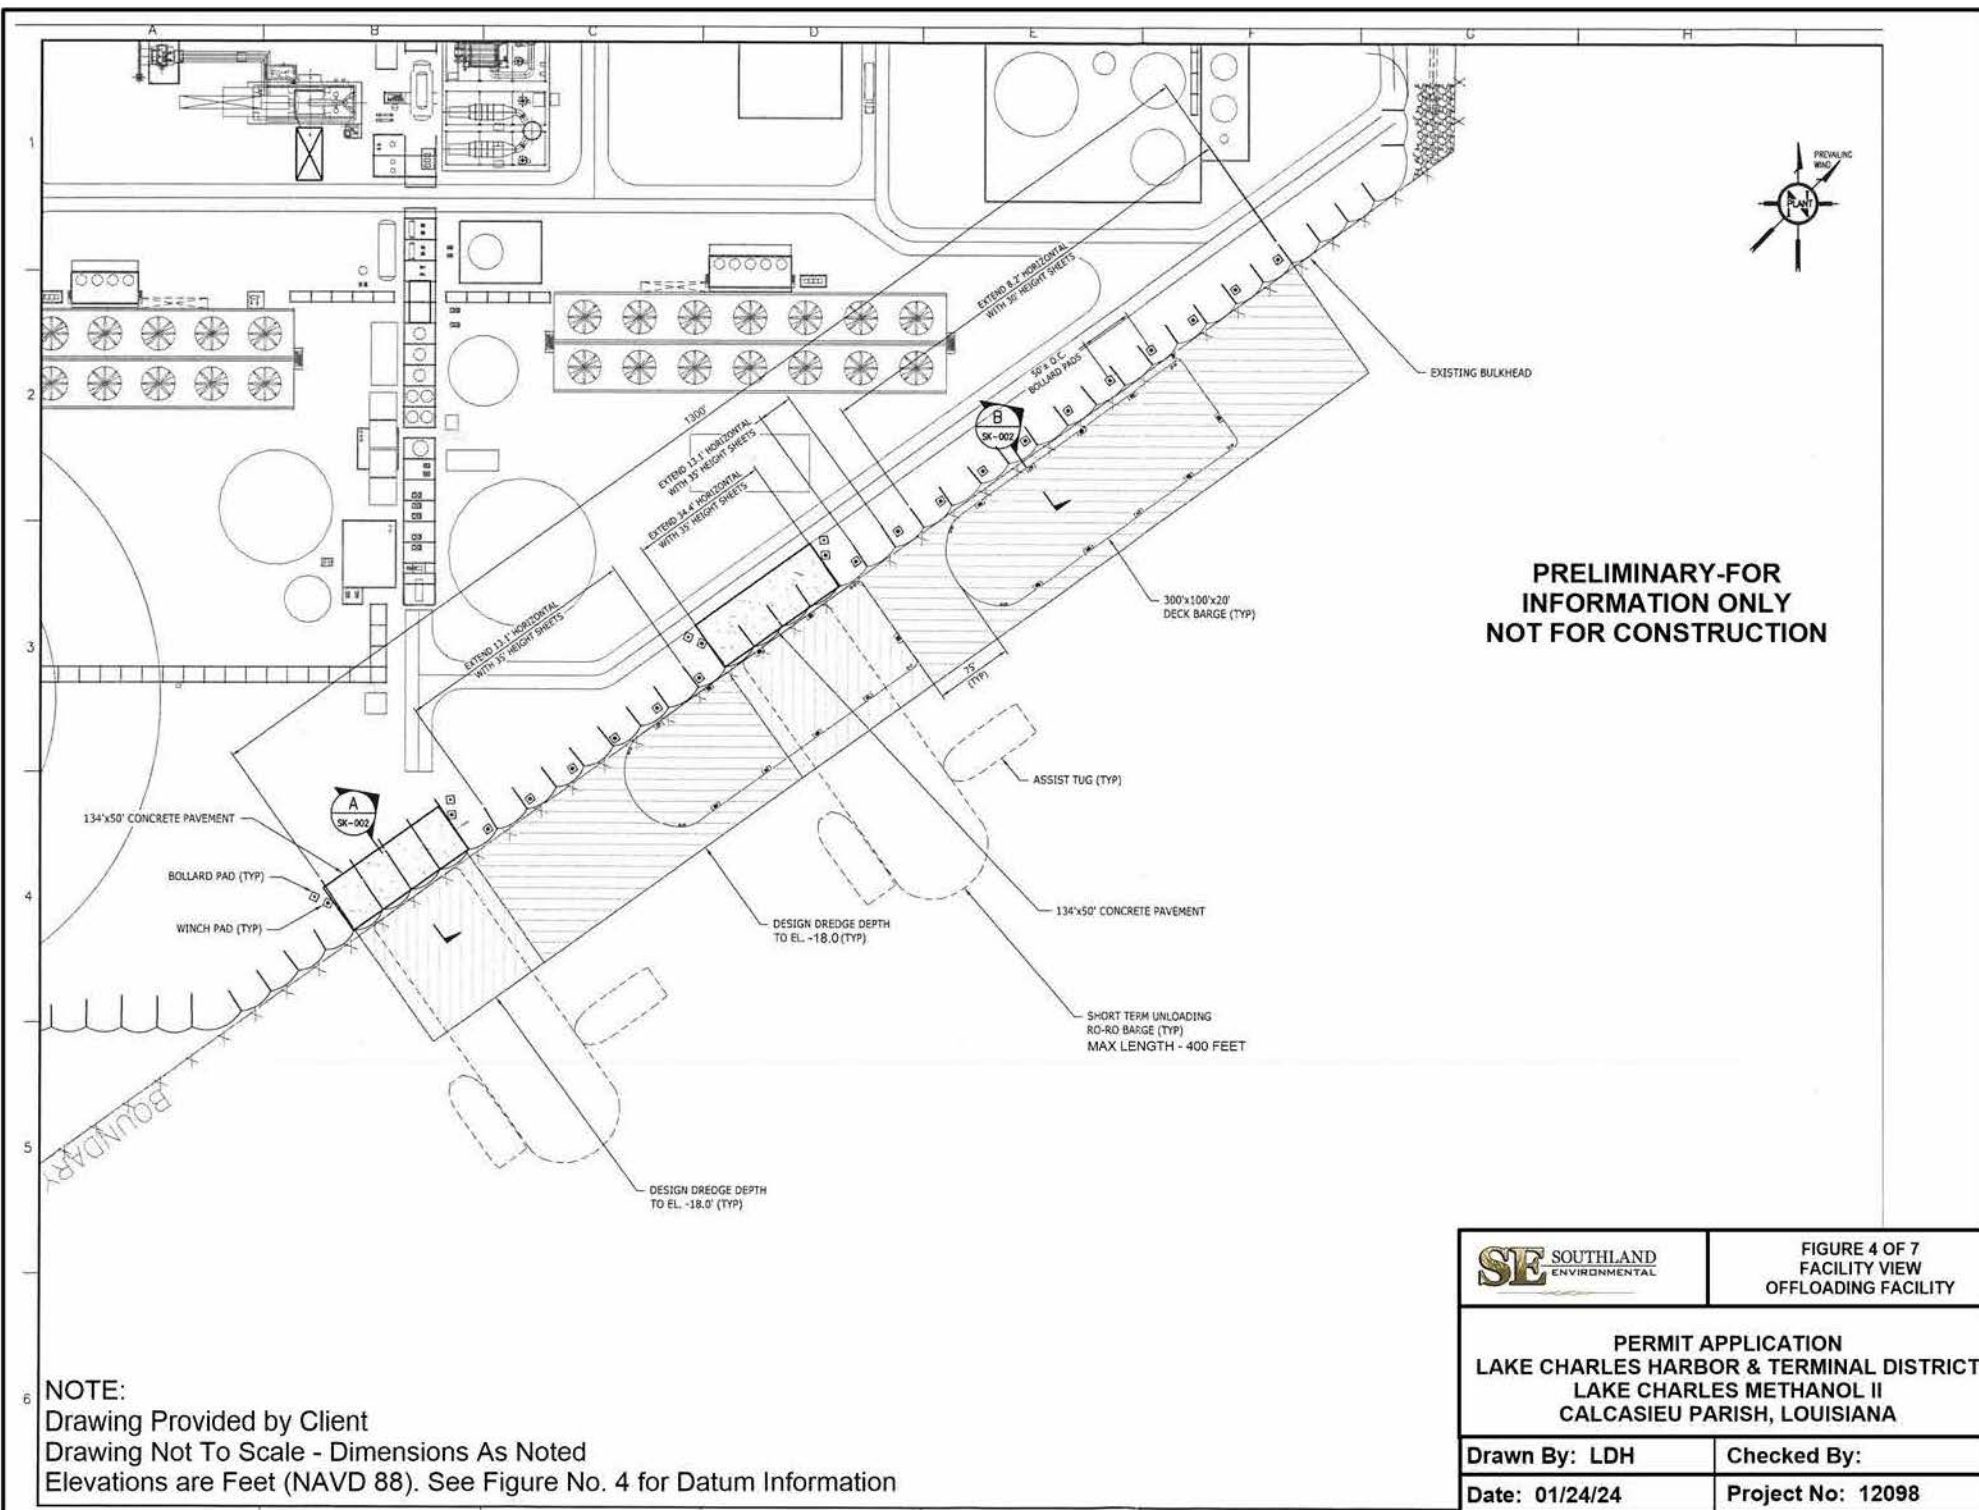 A
B
C
D
E
F
G
H
1
2
3
4
5
6
PREVAILING
WIND
PLANT
N
EXTEND 8.2' HORIZONTAL
WITH 30' HEIGHT SHEETS
50'± O.C.
BOLLARD PADS
EXISTING BULKHEAD
1300'
EXTEND 13.1' HORIZONTAL
WITH 35' HEIGHT SHEETS
B
SK-002
EXTEND 34.4' HORIZONTAL
WITH 35' HEIGHT SHEETS
PRELIMINARY-FOR
INFORMATION ONLY
NOT FOR CONSTRUCTION
300'x100'x20'
DECK BARGE (TYP)
EXTEND 13.1' HORIZONTAL
WITH 35' HEIGHT SHEETS
75'
(TYP)
ASSIST TUG (TYP)
A
SK-002
134'x50' CONCRETE PAVEMENT
BOLLARD PAD (TYP)
WINCH PAD (TYP)
134'x50' CONCRETE PAVEMENT
DESIGN DREDGE DEPTH
TO EL. -18.0 (TYP)
SHORT TERM UNLOADING
RO-RO BARGE (TYP)
MAX LENGTH - 400 FEET
BOUNDARY
DESIGN DREDGE DEPTH
TO EL. -18.0' (TYP)
SE SOUTHLAND
ENVIRONMENTAL
FIGURE 4 OF 7
FACILITY VIEW
OFFLOADING FACILITY
PERMIT APPLICATION
LAKE CHARLES HARBOR & TERMINAL DISTRICT
LAKE CHARLES METHANOL II
CALCASIEU PARISH, LOUISIANA
Drawn By: LDH
Checked By:
Date: 01/24/24
Project No: 12098
NOTE:
Drawing Provided by Client
Drawing Not To Scale - Dimensions As Noted
Elevations are Feet (NAVD 88). See Figure No. 4 for Datum Information